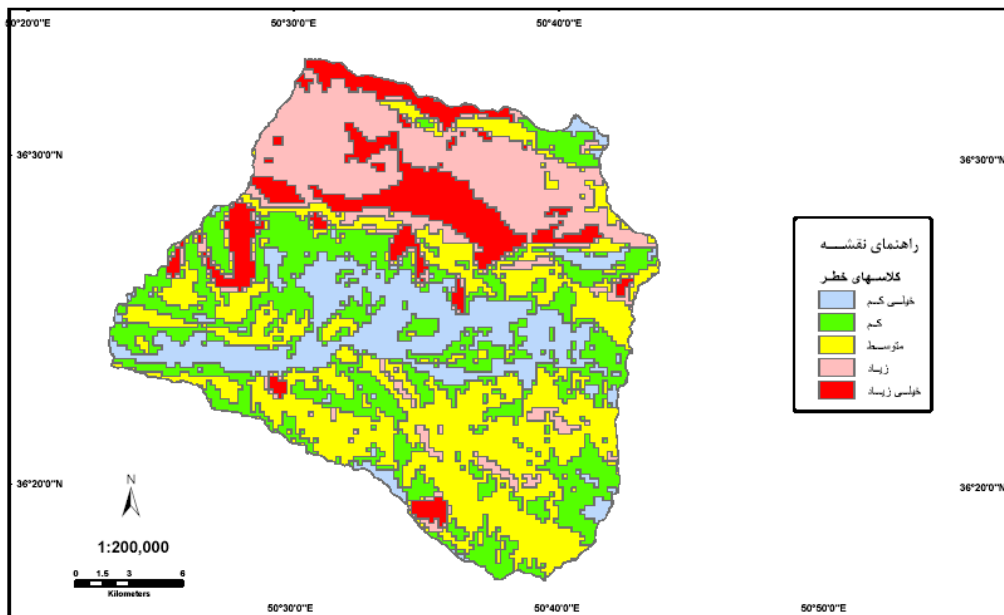 50°20'0"E
50°30'0"E
50°40'0"E
36°30'0"N
36°30'0"N
راهنمای نقشه
کلاسهای خطر
خیلی کم
کم
متوسط
زیاد
خیلی زیاد
36°20'0"N
36°20'0"N
N
1:200,000
0 1.5 3 6
Kilometers
50°30'0"E
50°40'0"E
50°50'0"E